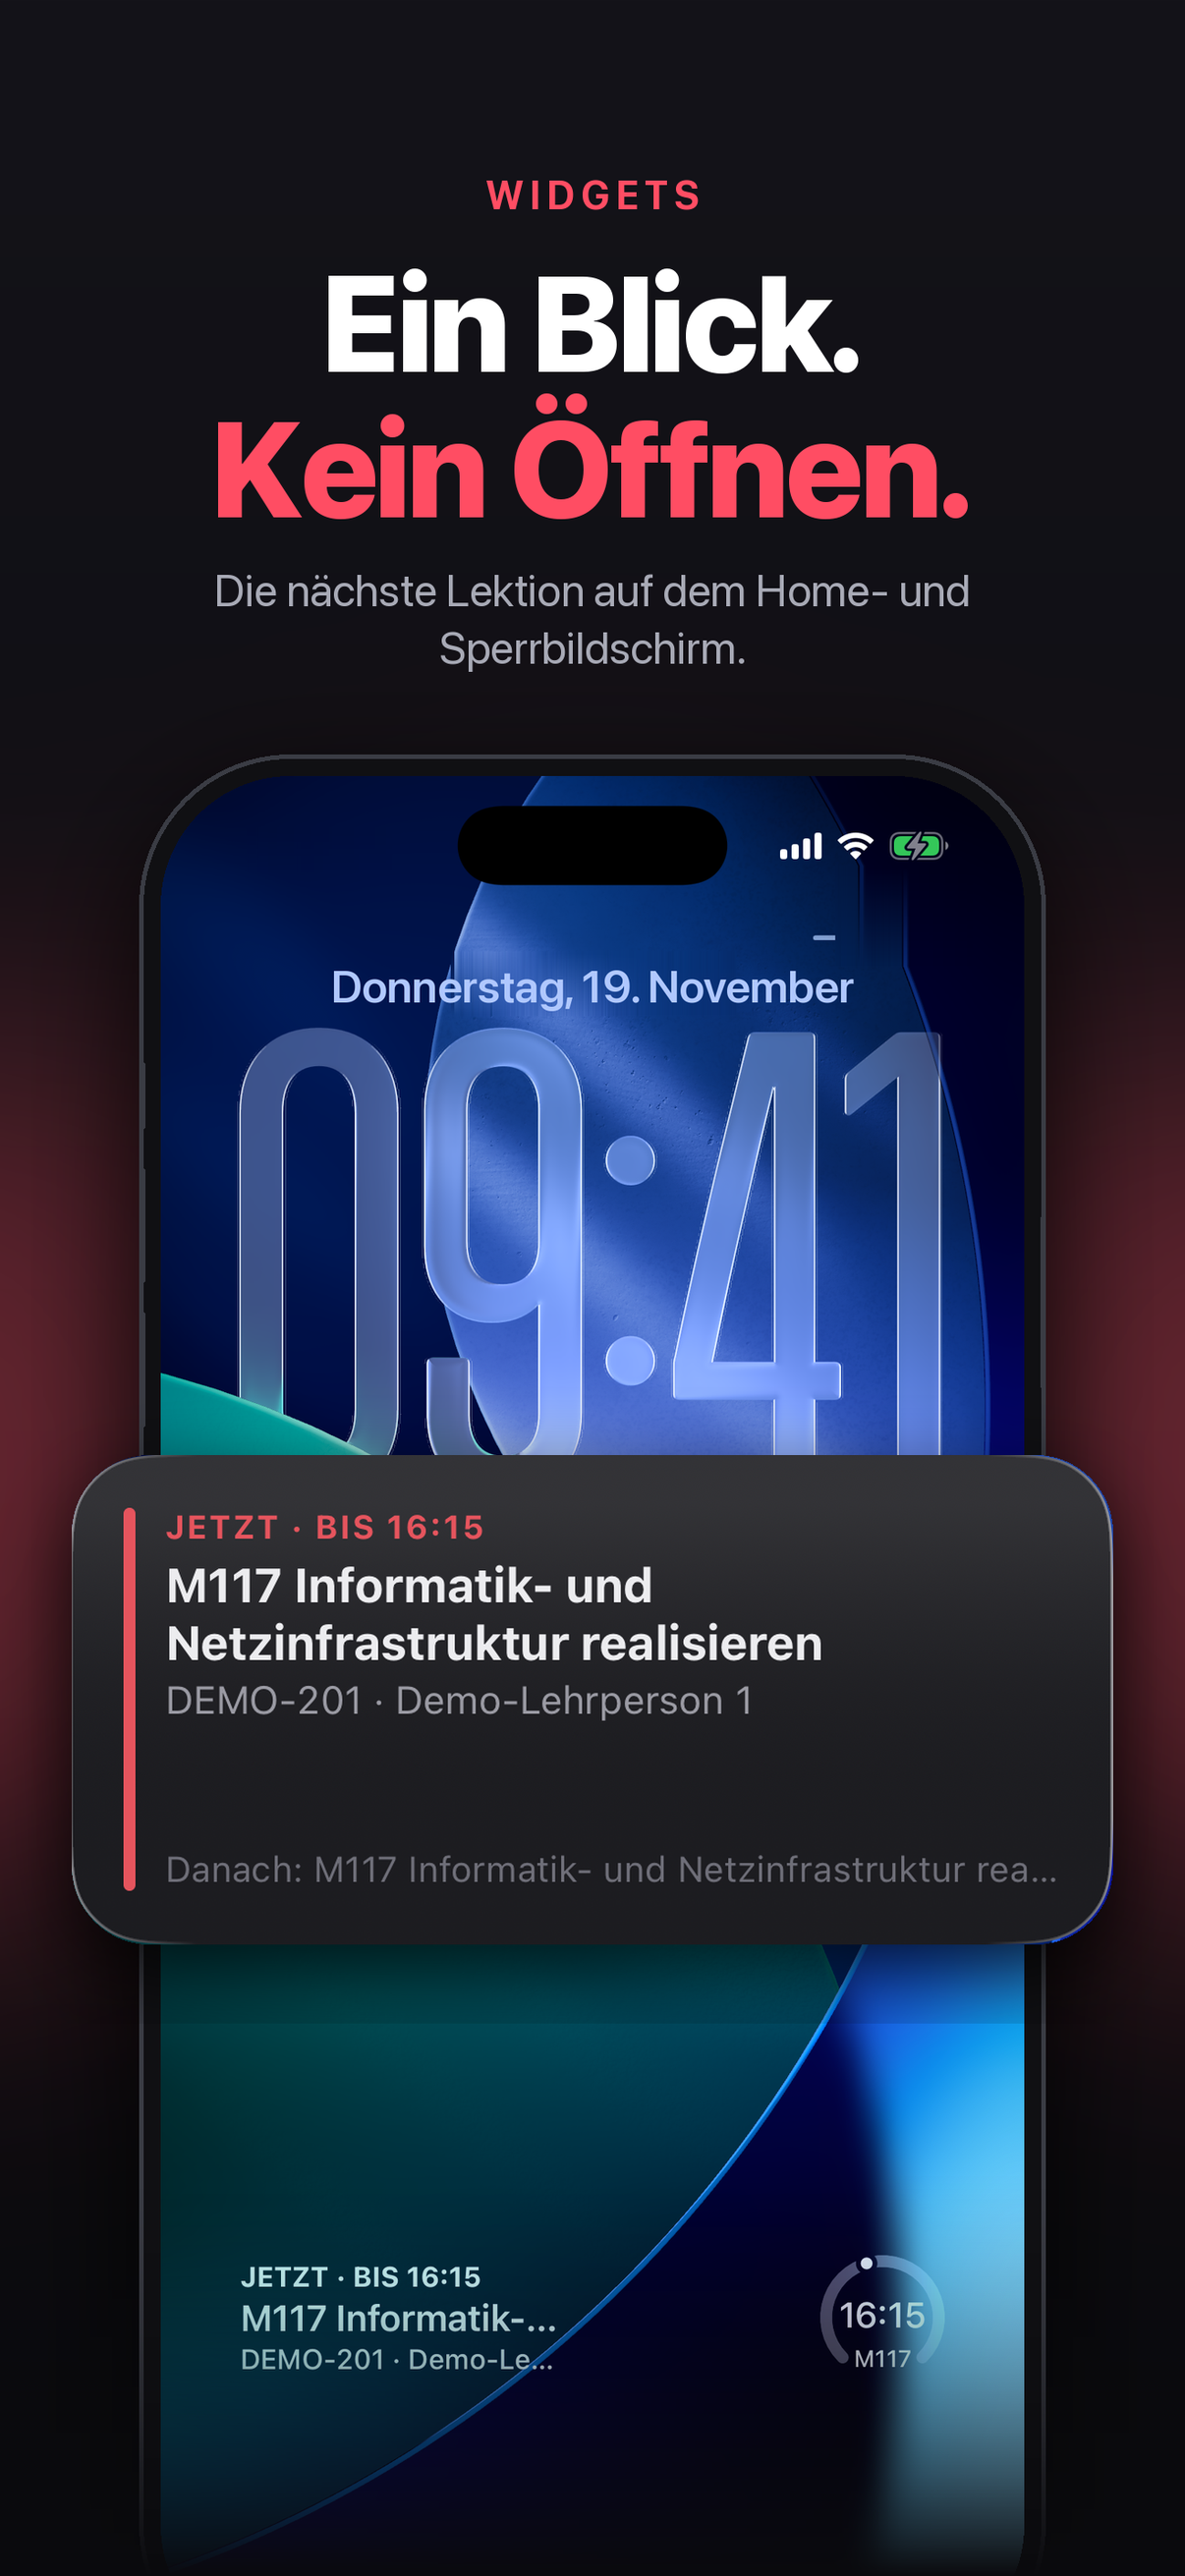 WIDGETS
Ein Blick.
Kein Öffnen.
Die nächste Lektion auf dem Home- und
Sperrbildschirm.
Donnerstag, 19. November
09:41
JETZT · BIS 16:15
M117 Informatik- und
Netzinfrastruktur realisieren
DEMO-201 · Demo-Lehrperson 1
Danach: M117 Informatik- und Netzinfrastruktur rea...
JETZT · BIS 16:15
M117 Informatik-...
DEMO-201 · Demo-Le...
16:15
M117